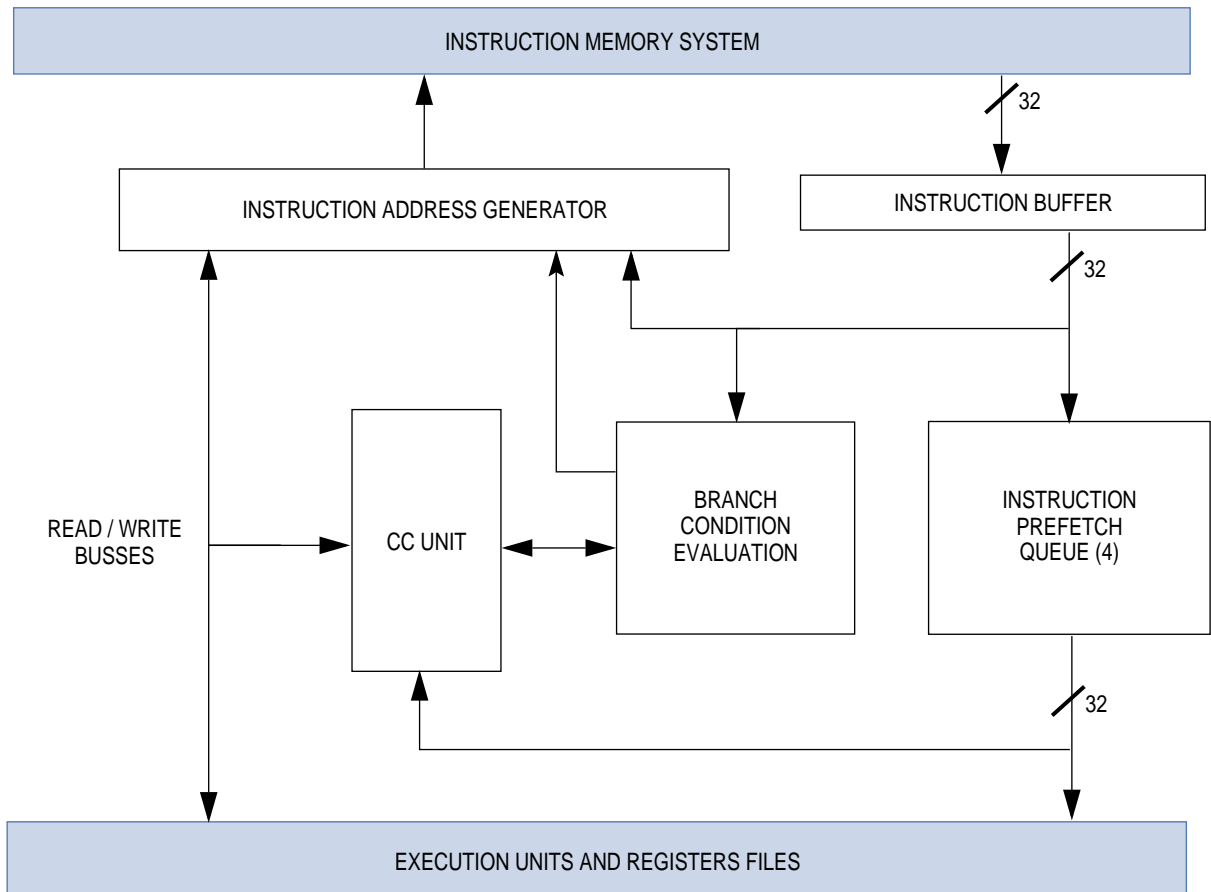 INSTRUCTION MEMORY SYSTEM
32
INSTRUCTION ADDRESS GENERATOR
INSTRUCTION BUFFER
32
READ / WRITE
BUSSES
CC UNIT
BRANCH
CONDITION
EVALUATION
INSTRUCTION
PREFETCH
QUEUE (4)
32
EXECUTION UNITS AND REGISTERS FILES